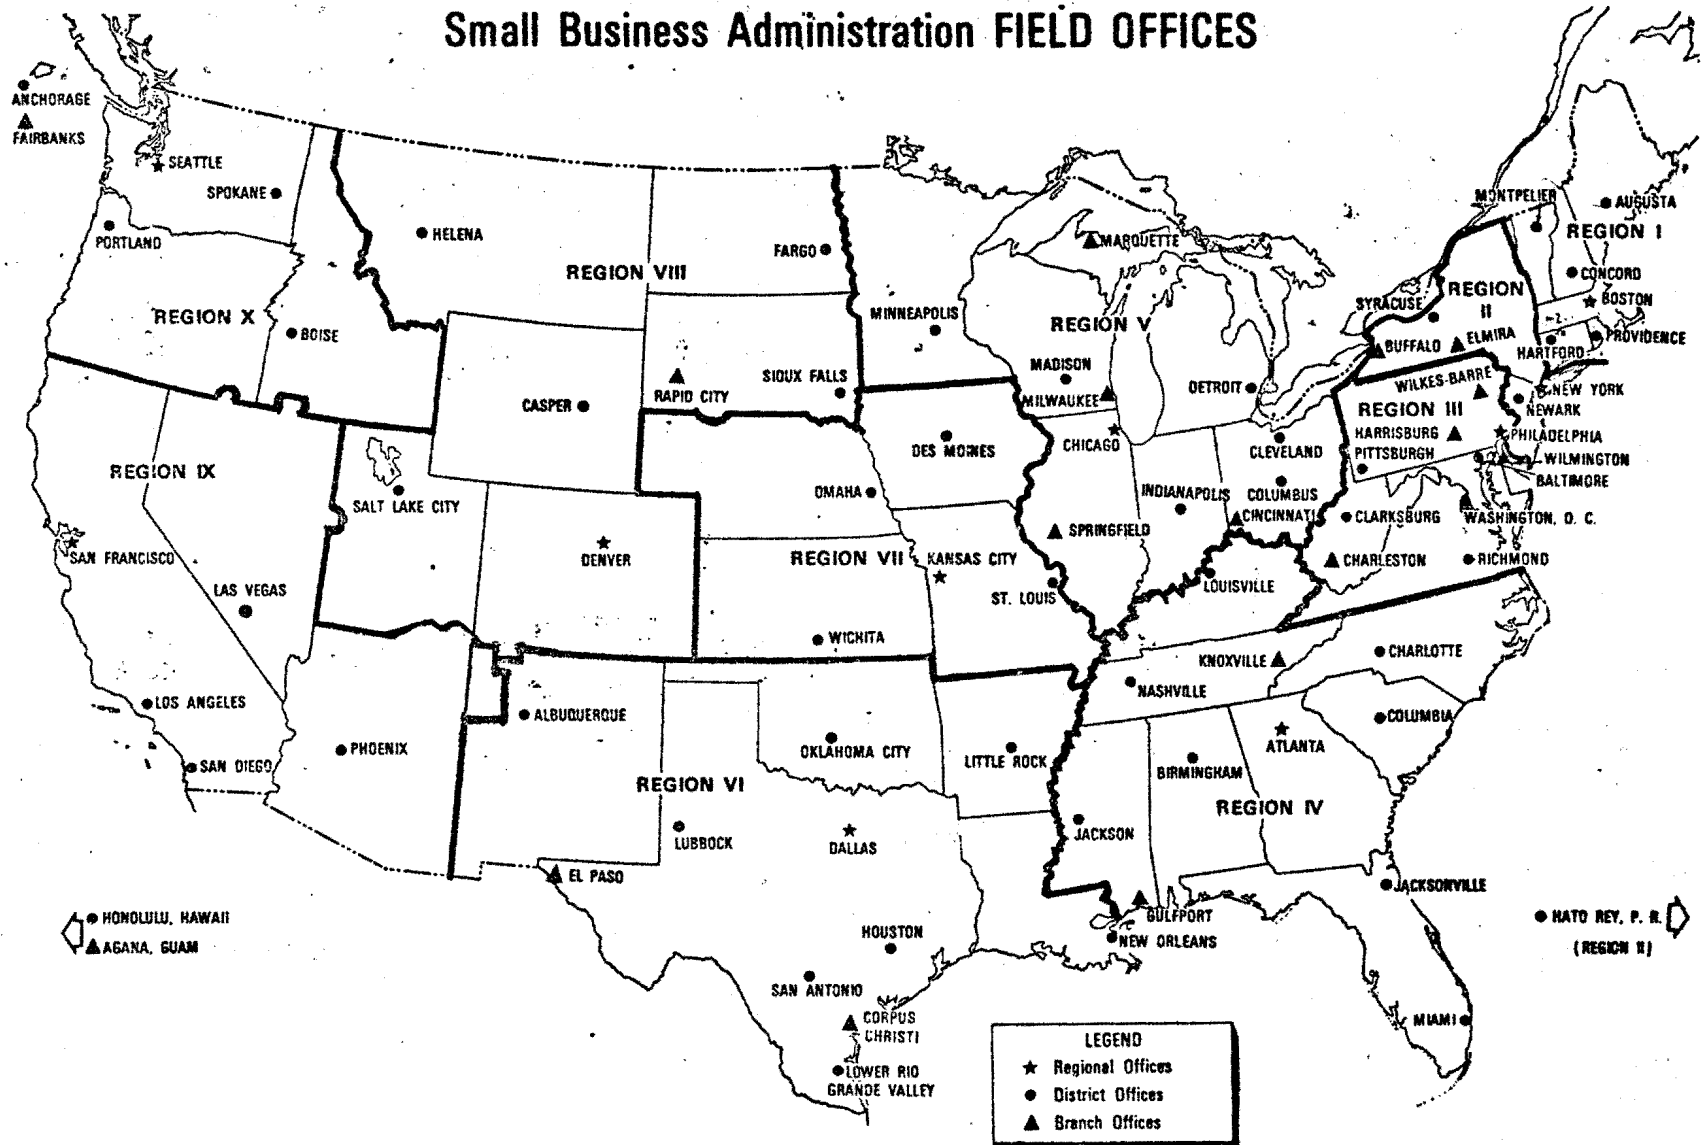 Small Business Administration FIELD OFFICES
ANCHORAGE
FAIRBANKS
SEATTLE
SPOKANE
PORTLAND
HELENA
FARGO
REGION VIII
REGION X
BOISE
MINNEAPOLIS
MARQUETTE
REGION V
MONTPELIER
AUGUSTA
REGION I
CONCORD
BOSTON
SYRACUSE
REGION
II
BUFFALO
ELMIRA
PROVIDENCE
HARTFORD
CASPER
RAPID CITY
SIOUX FALLS
MADISON
MILWAUKEE
DETROIT
WILKES-BARRE
NEW YORK
NEWARK
REGION III
HARRISBURG
PITTSBURGH
PHILADELPHIA
WILMINGTON
BALTIMORE
CHICAGO
CLEVELAND
DES MOINES
REGION IX
SALT LAKE CITY
OMAHA
INDIANAPOLIS
COLUMBUS
CINCINNATI
CLARKSBURG
WASHINGTON, D. C.
SPRINGFIELD
SAN FRANCISCO
DENVER
REGION VII
KANSAS CITY
CHARLESTON
RICHMOND
LAS VEGAS
ST. LOUIS
LOUISVILLE
WICHITA
KNOXVILLE
CHARLOTTE
NASHVILLE
LOS ANGELES
ALBUQUERQUE
COLUMBIA
PHOENIX
OKLAHOMA CITY
LITTLE ROCK
ATLANTA
SAN DIEGO
BIRMINGHAM
REGION VI
REGION IV
LUBBOCK
DALLAS
JACKSON
EL PASO
JACKSONVILLE
HONOLULU, HAWAII
AGANA, GUAM
GULFPORT
HATO REY, P. R.
(REGION II)
HOUSTON
NEW ORLEANS
SAN ANTONIO
CORPUS
CHRISTI
MIAMI
LOWER RIO
GRANDE VALLEY
LEGEND
Regional Offices
District Offices
Branch Offices